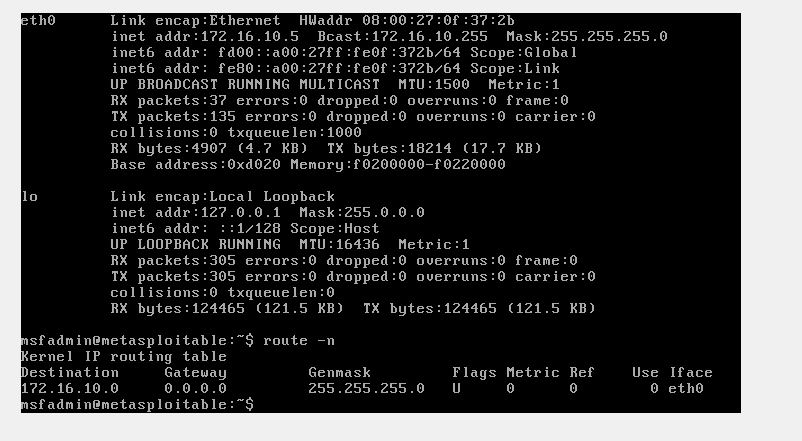 eth0      Link encap:Ethernet  HWaddr 08:00:27:0f:37:2b
          inet addr:172.16.10.5  Bcast:172.16.10.255  Mask:255.255.255.0
          inet6 addr: fd00::a00:27ff:fe0f:372b/64 Scope:Global
          inet6 addr: fe80::a00:27ff:fe0f:372b/64 Scope:Link
          UP BROADCAST RUNNING MULTICAST  MTU:1500  Metric:1
          RX packets:37 errors:0 dropped:0 overruns:0 frame:0
          TX packets:135 errors:0 dropped:0 overruns:0 carrier:0
          collisions:0 txqueuelen:1000
          RX bytes:4907 (4.7 KB)  TX bytes:18214 (17.7 KB)
          Base address:0xd020 Memory:f0200000-f0220000

lo        Link encap:Local Loopback
          inet addr:127.0.0.1  Mask:255.0.0.0
          inet6 addr: ::1/128 Scope:Host
          UP LOOPBACK RUNNING  MTU:16436  Metric:1
          RX packets:305 errors:0 dropped:0 overruns:0 frame:0
          TX packets:305 errors:0 dropped:0 overruns:0 carrier:0
          collisions:0 txqueuelen:0
          RX bytes:124465 (121.5 KB)  TX bytes:124465 (121.5 KB)

msfadmin@metasploitable:~$ route -n
Kernel IP routing table
Destination     Gateway         Genmask         Flags Metric Ref    Use Iface
172.16.10.0     0.0.0.0         255.255.255.0   U     0      0        0 eth0
msfadmin@metasploitable:~$